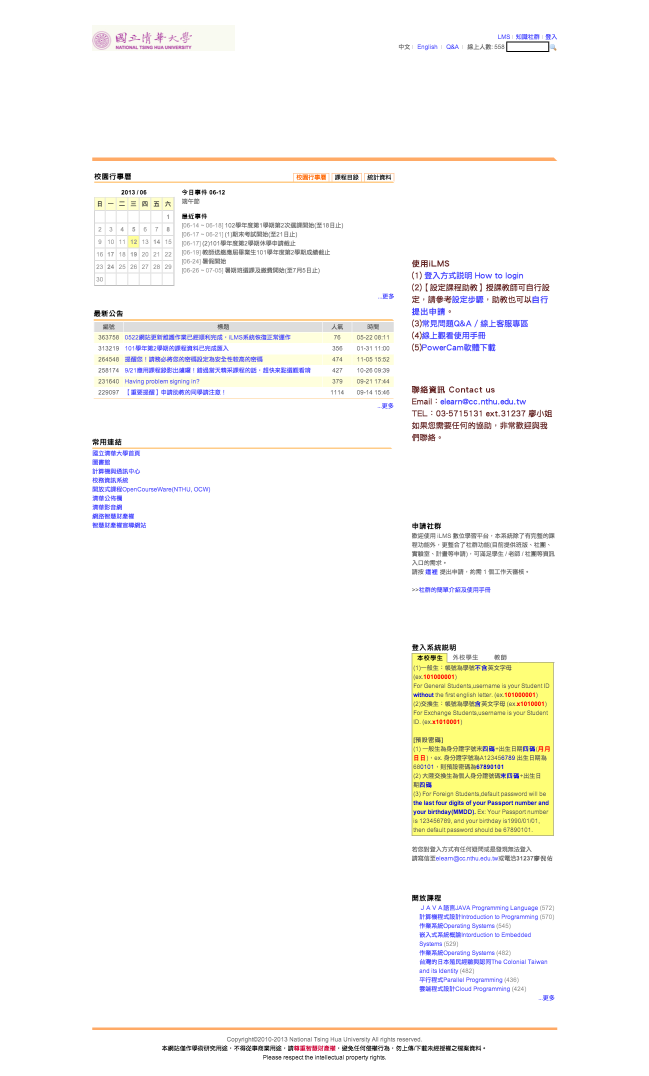 國立清華大學
NATIONAL TSING HUA UNIVERSITY
LMS | 知識社群 | 登入
中文 | English | Q&A | 線上人數: 558
校園行事曆
校園行事曆 課程目錄 統計資料
2013 / 06
日 一 二 三 四 五 六
1
2 3 4 5 6 7 8
9 10 11 12 13 14 15
16 17 18 19 20 21 22
23 24 25 26 27 28 29
30
今日事件 06-12
端午節
最近事件
[06-14 ~ 06-18] 102學年度第1學期第2次選課開始(至18日止)
[06-17 ~ 06-21] (1)期末考試開始(至21日止)
[06-17] (2)101學年度第2學期休學申請截止
[06-19] 教師送繳應屆畢業生101學年度第2學期成績截止
[06-24] 暑假開始
[06-26 ~ 07-05] 暑期班選課及繳費開始(至7月5日止)
...更多
最新公告
編號 標題 人氣 時間
363756 0522網站更新維護作業已經順利完成，iLMS系統恢復正常運作 76 05-22 08:11
313219 101學年第2學期的課程資料已完成匯入 356 01-31 11:00
264548 提醒您！請務必將您的密碼設定為安全性較高的密碼 474 11-05 15:52
258174 9/21應用課程錄影出爐囉！錯過當天精采課程的話，趕快來點選觀看唷 427 10-26 09:39
231640 Having problem signing in? 379 09-21 17:44
229097 【重要提醒】申請助教的同學請注意！ 1114 09-14 15:46
...更多
常用連結
國立清華大學首頁
圖書館
計算機與通訊中心
校務資訊系統
開放式課程OpenCourseWare(NTHU, OCW)
清華公佈欄
清華影音網
網路智慧財產權
智慧財產權宣導網站
使用iLMS
(1) 登入方式說明 How to login
(2)【設定課程助教】授課教師可自行設
定，請參考設定步驟，助教也可以自行
提出申請。
(3)常見問題Q&A / 線上客服專區
(4)線上觀看使用手冊
(5)PowerCam軟體下載
聯絡資訊 Contact us
Email：elearn@cc.nthu.edu.tw
TEL：03-5715131 ext.31237 廖小姐
如果您需要任何的協助，非常歡迎與我
們聯絡。
申請社群
歡迎使用 iLMS 數位學習平台，本系統除了有完整的課
程功能外，更整合了社群功能(目前提供班版、社團、
實驗室、計畫等申請)，可滿足學生 / 老師 / 社團等資訊
入口的需求。
請按 這裡 提出申請，約需 1 個工作天審核。
>>社群的簡單介紹及使用手冊
登入系統說明
本校學生 外校學生 教師
(1)一般生：帳號為學號不含英文字母
(ex.101000001)
For General Students,username is your Student ID
without the first english letter. (ex.101000001)
(2)交換生：帳號為學號含英文字母 (ex.x1010001)
For Exchange Students,username is your Student
ID. (ex.x1010001)
[預設密碼]
(1) 一般生為身分證字號末四碼+出生日期四碼(月月
日日)，ex. 身分證字號為A123456789 出生日期為
680101，則預設密碼為67890101
(2) 大陸交換生為個人身分證號碼末四碼+出生日
期四碼
(3) For Foreign Students,default password will be
the last four digits of your Passport number and
your birthday(MMDD). Ex: Your Passport number
is 123456789, and your birthday is1990/01/01,
then default password should be 67890101.
若您對登入方式有任何疑問或是發現無法登入
請寫信至elearn@cc.nthu.edu.tw或電洽31237廖倪佑
開放課程
ＪＡＶＡ語言JAVA Programming Language (572)
計算機程式設計Introduction to Programming (570)
作業系統Operating Systems (545)
嵌入式系統概論Intorduction to Embedded
Systems (529)
作業系統Operating Systems (482)
台灣的日本殖民經驗與認同The Colonial Taiwan
and its Identity (482)
平行程式Parallel Programming (436)
雲端程式設計Cloud Programming (424)
...更多
Copyright©2010-2013 National Tsing Hua University All rights reserved.
本網站僅作學術研究用途，不得從事商業用途，請尊重智慧財產權，避免任何侵權行為，勿上傳/下載未經授權之檔案資料。
Please respect the intellectual property rights.